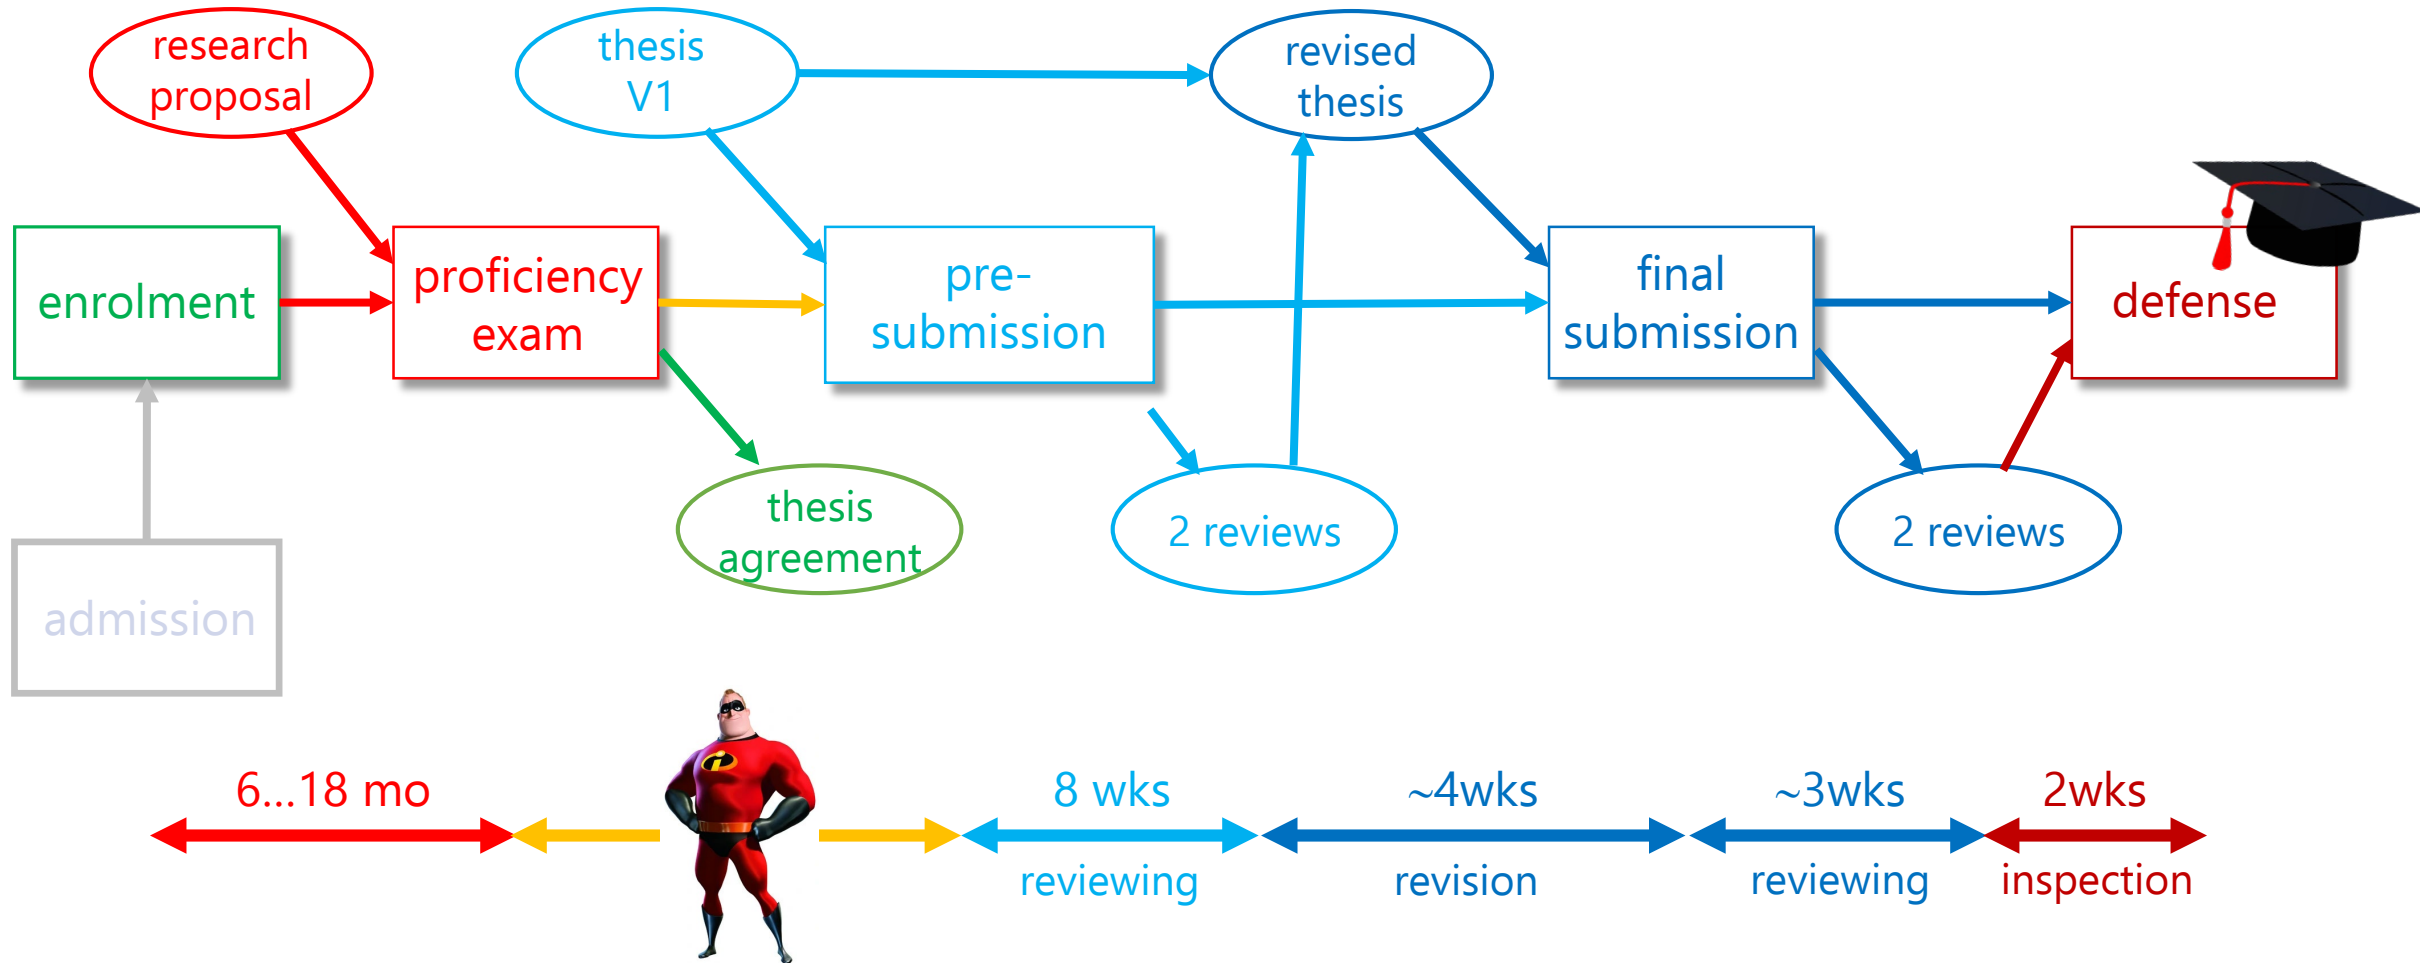 research
proposal
thesis
V1
revised
thesis
enrolment
proficiency
exam
pre-
submission
final
submission
defense
thesis
agreement
2 reviews
2 reviews
admission
6...18 mo
8 wks
~4wks
~3wks
2wks
reviewing
revision
reviewing
inspection